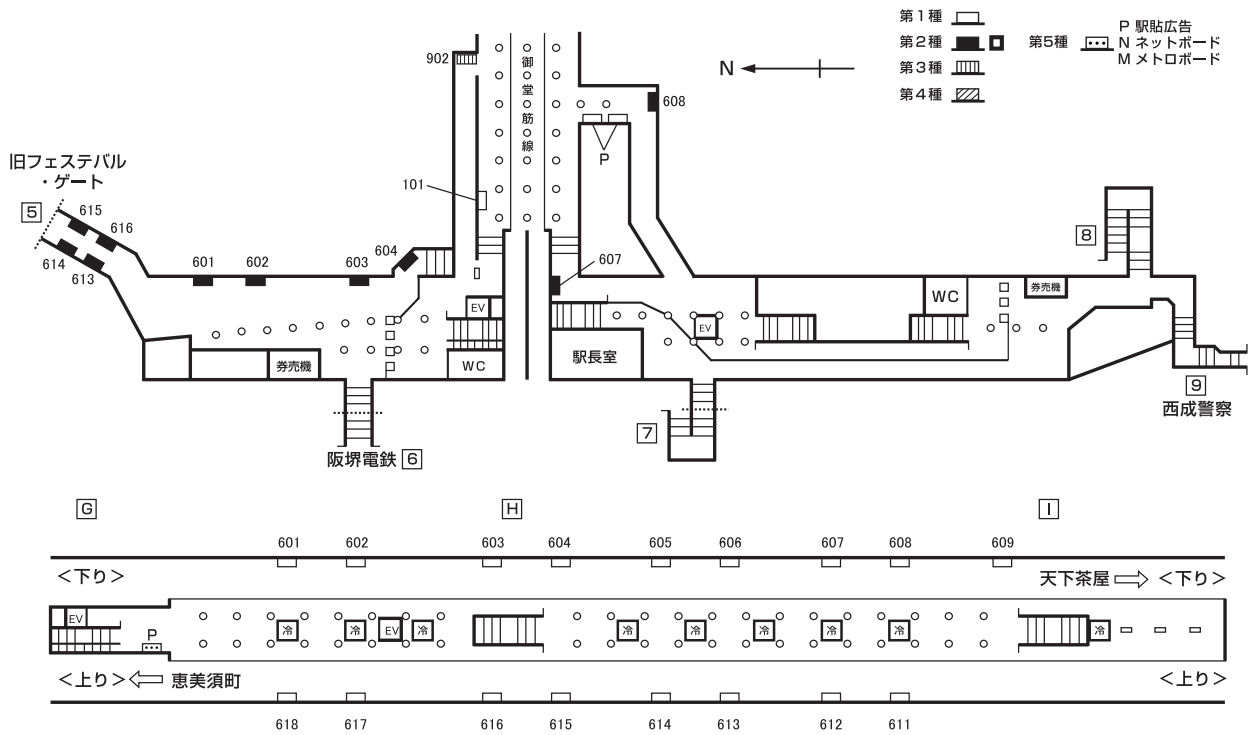 第1種
第2種
第3種
第4種
第5種
P 駅貼広告
N ネットボード
M メトロボード
N
902
御堂筋線
608
P
101
旧フェステバル
・ゲート
5
615
616
614
613
601
602
603
604
607
8
EV
WC
券売機
EV
WC
券売機
駅長室
9
西成警察
7
阪堺電鉄 6
G
H
I
601
602
603
604
605
606
607
608
609
<下り>
天下茶屋
<下り>
EV
P
冷
冷
EV
冷
冷
冷
冷
冷
冷
冷
<上り>
恵美須町
<上り>
618
617
616
615
614
613
612
611